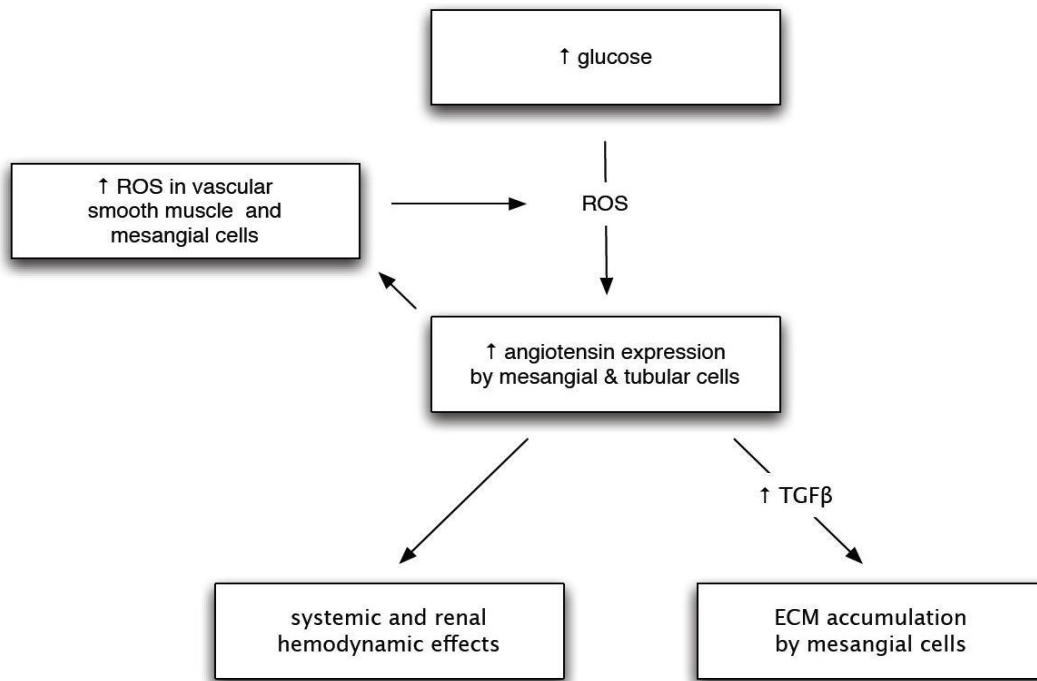 ↑ glucose
↑ ROS in vascular
smooth muscle and
mesangial cells
ROS
↑ angiotensin expression
by mesangial & tubular cells
↑ TGFβ
systemic and renal
hemodynamic effects
ECM accumulation
by mesangial cells